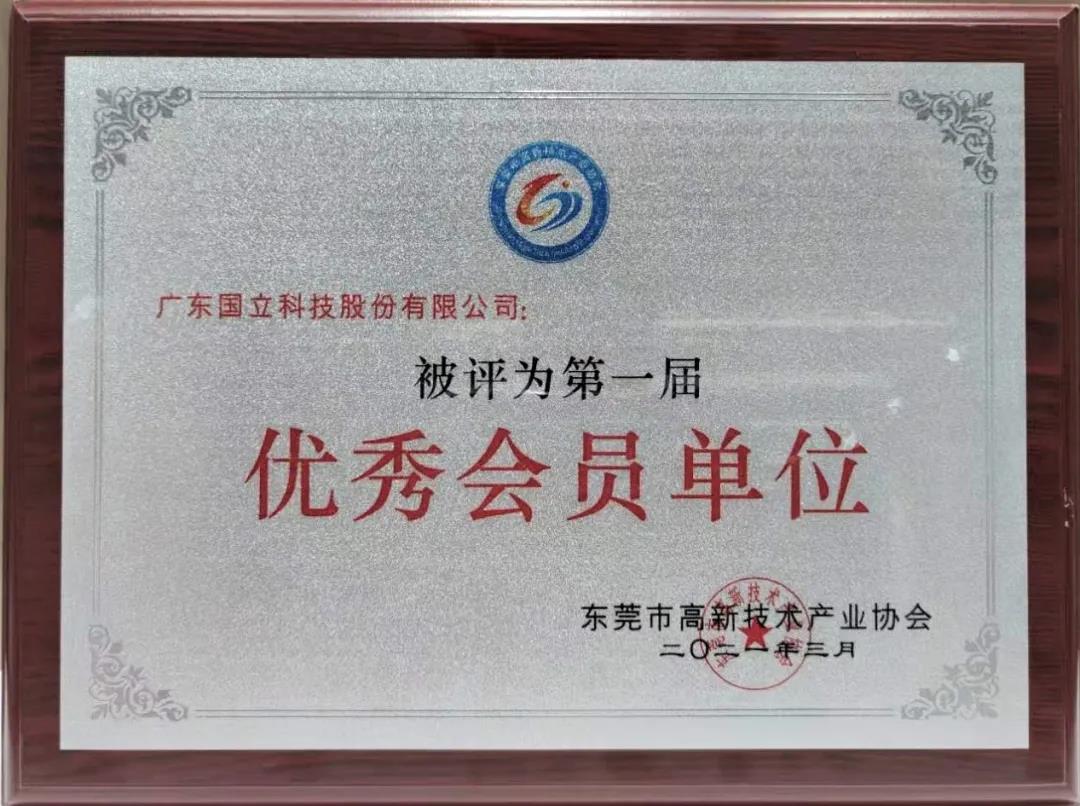 广东国立科技股份有限公司:
被评为第一届
优秀会员单位
东莞市高新技术产业协会
二〇二一年三月